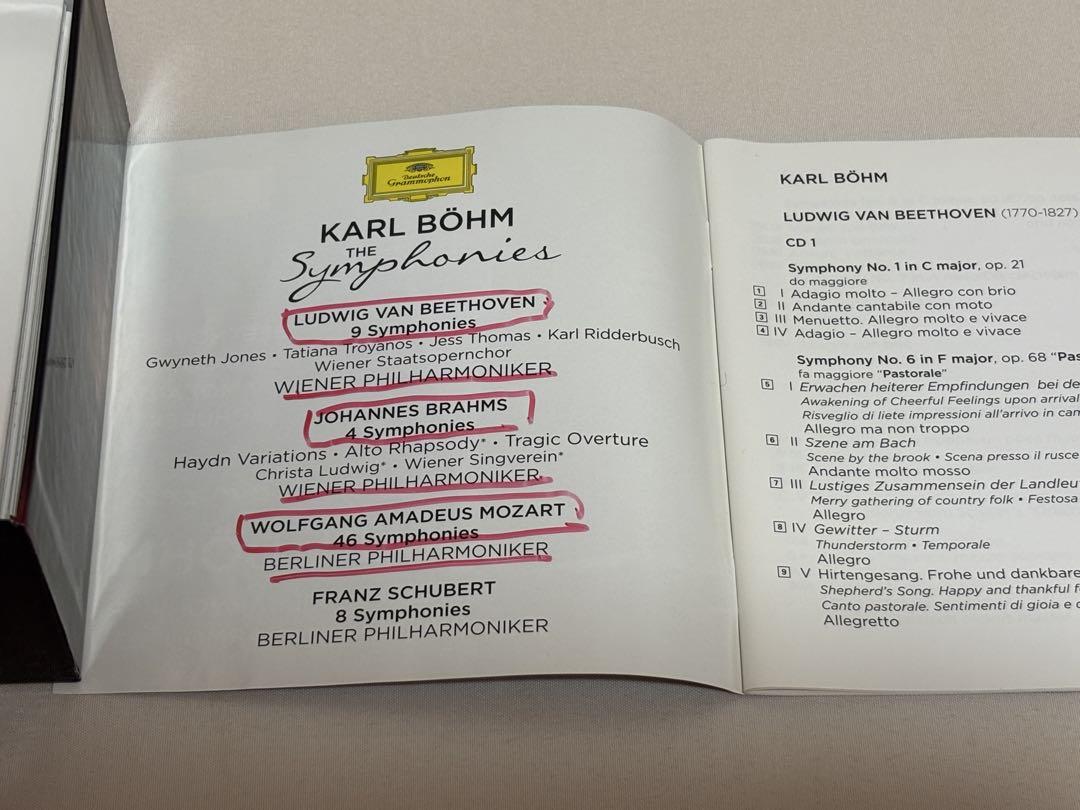 Deutsche
Grammophon
KARL BÖHM
THE
Symphonies
LUDWIG VAN BEETHOVEN
9 Symphonies
Gwyneth Jones • Tatiana Troyanos • Jess Thomas • Karl Ridderbusch
Wiener Staatsopernchor
WIENER PHILHARMONIKER
JOHANNES BRAHMS
4 Symphonies
Haydn Variations • Alto Rhapsody* • Tragic Overture
Christa Ludwig* • Wiener Singverein*
WIENER PHILHARMONIKER
WOLFGANG AMADEUS MOZART
46 Symphonies
BERLINER PHILHARMONIKER
FRANZ SCHUBERT
8 Symphonies
BERLINER PHILHARMONIKER
KARL BÖHM
LUDWIG VAN BEETHOVEN (1770-1827)
CD 1
Symphony No. 1 in C major, op. 21
do maggiore
1 I Adagio molto – Allegro con brio
2 II Andante cantabile con moto
3 III Menuetto. Allegro molto e vivace
4 IV Adagio – Allegro molto e vivace
Symphony No. 6 in F major, op. 68 "Pas
fa maggiore "Pastorale"
5 I Erwachen heiterer Empfindungen bei de
Awakening of Cheerful Feelings upon arrival
Risveglio di liete impressioni all'arrivo in cam
Allegro ma non troppo
6 II Szene am Bach
Scene by the brook • Scena presso il rusce
Andante molto mosso
7 III Lustiges Zusammensein der Landleu
Merry gathering of country folk • Festosa
Allegro
8 IV Gewitter – Sturm
Thunderstorm • Temporale
Allegro
9 V Hirtengesang. Frohe und dankbare
Shepherd's Song. Happy and thankful f
Canto pastorale. Sentimenti di gioia e d
Allegretto